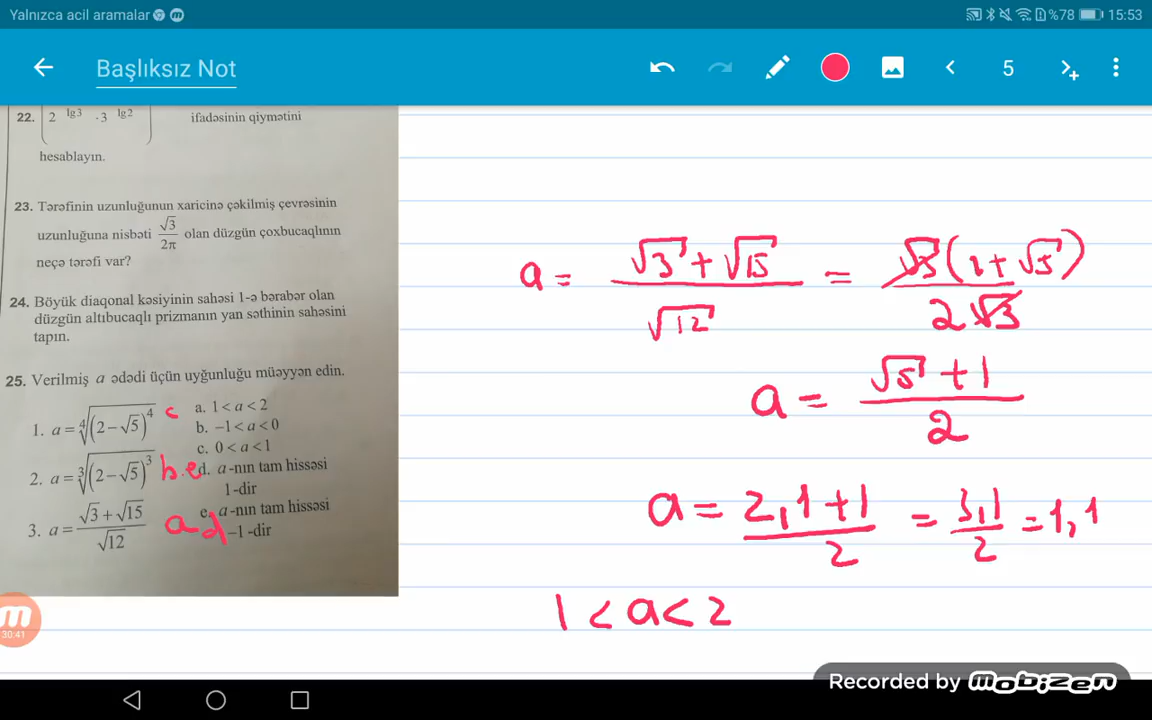 Yalnızca acil aramalar
%78 15:53
Başlıksız Not
5
22. 2 lg3 · 3 lg2 ifadəsinin qiymətini
hesablayın.
23. Tərəfinin uzunluğunun xaricinə çəkilmiş çevrəsinin
uzunluğuna nisbəti √3/2π olan düzgün çoxbucaqlının
neçə tərəfi var?
24. Böyük diaqonal kəsiyinin sahəsi 1-ə bərabər olan
düzgün altıbucaqlı prizmanın yan səthinin sahəsini
tapın.
25. Verilmiş a ədədi üçün uyğunluğu müəyyən edin.
1. a = ⁴√(2−√5)⁴ c
2. a = ³√(2−√5)³ b.e
3. a = (√3+√15)/√12 a d
a. 1 < a < 2
b. −1 < a < 0
c. 0 < a < 1
d. a -nın tam hissəsi
1-dir
e. a -nın tam hissəsi
−1 -dir
a = (√3 + √15)/√12 = √3(1 + √5)/2√3
a = (√5 + 1)/2
a = (2,1 + 1)/2 = 3,1/2 = 1,1
1 < a < 2
30:41
Recorded by mobizen